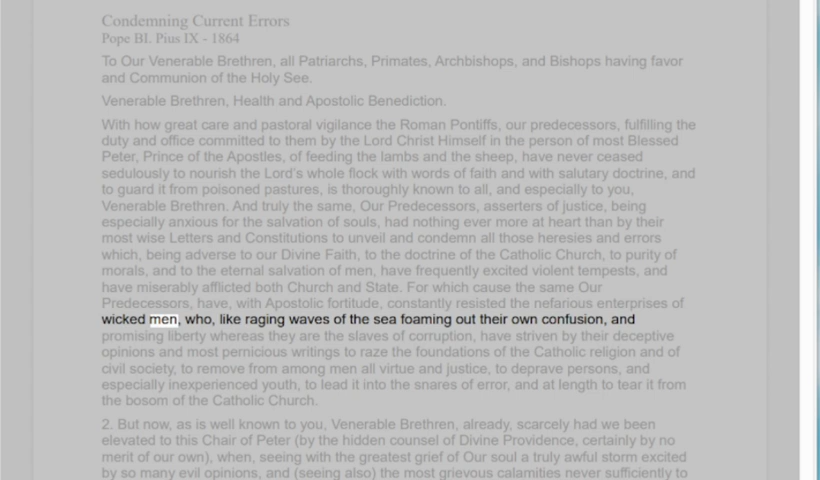 Condemning Current Errors
Pope BI. Pius IX - 1864
To Our Venerable Brethren, all Patriarchs, Primates, Archbishops, and Bishops having favor
and Communion of the Holy See.
Venerable Brethren, Health and Apostolic Benediction.
With how great care and pastoral vigilance the Roman Pontiffs, our predecessors, fulfilling the
duty and office committed to them by the Lord Christ Himself in the person of most Blessed
Peter, Prince of the Apostles, of feeding the lambs and the sheep, have never ceased
sedulously to nourish the Lord's whole flock with words of faith and with salutary doctrine, and
to guard it from poisoned pastures, is thoroughly known to all, and especially to you,
Venerable Brethren. And truly the same, Our Predecessors, asserters of justice, being
especially anxious for the salvation of souls, had nothing ever more at heart than by their
most wise Letters and Constitutions to unveil and condemn all those heresies and errors
which, being adverse to our Divine Faith, to the doctrine of the Catholic Church, to purity of
morals, and to the eternal salvation of men, have frequently excited violent tempests, and
have miserably afflicted both Church and State. For which cause the same Our
Predecessors, have, with Apostolic fortitude, constantly resisted the nefarious enterprises of
wicked men, who, like raging waves of the sea foaming out their own confusion, and
promising liberty whereas they are the slaves of corruption, have striven by their deceptive
opinions and most pernicious writings to raze the foundations of the Catholic religion and of
civil society, to remove from among men all virtue and justice, to deprave persons, and
especially inexperienced youth, to lead it into the snares of error, and at length to tear it from
the bosom of the Catholic Church.
2. But now, as is well known to you, Venerable Brethren, already, scarcely had we been
elevated to this Chair of Peter (by the hidden counsel of Divine Providence, certainly by no
merit of our own), when, seeing with the greatest grief of Our soul a truly awful storm excited
by so many evil opinions, and (seeing also) the most grievous calamities never sufficiently to